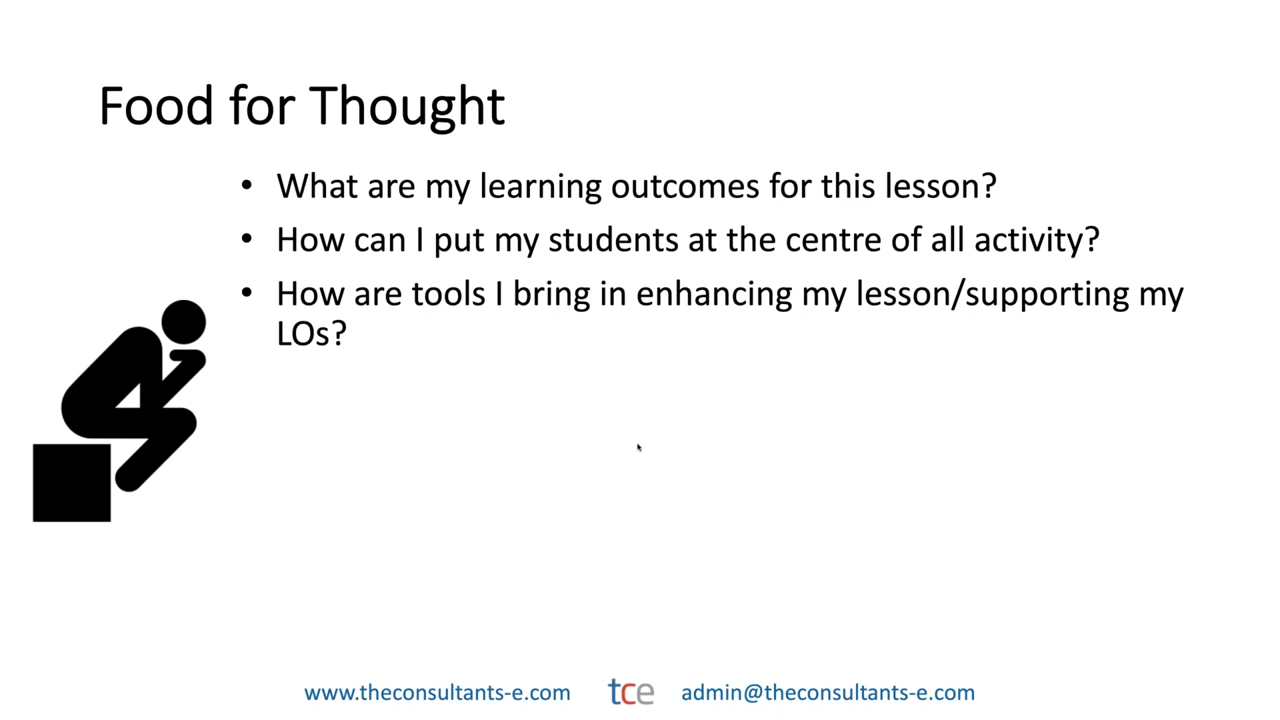 Food for Thought
• What are my learning outcomes for this lesson?
• How can I put my students at the centre of all activity?
• How are tools I bring in enhancing my lesson/supporting my
LOs?
www.theconsultants-e.com tce admin@theconsultants-e.com